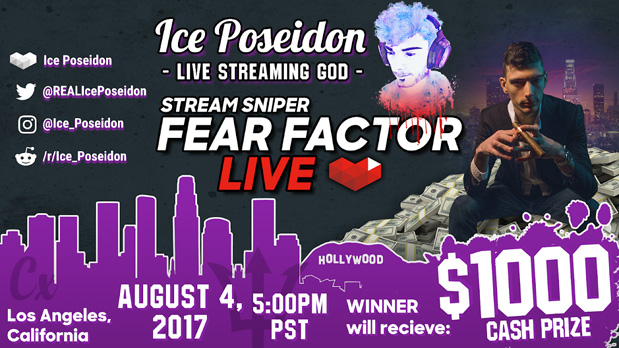 Ice Poseidon
- LIVE STREAMING GOD -
Ice Poseidon
@REALIcePoseidon
@Ice_Poseidon
/r/Ice_Poseidon
STREAM SNIPER
FEAR FACTOR
LIVE
HOLLYWOOD
Cx
Los Angeles,
California
AUGUST 4,
2017
5:00PM
PST
WINNER
will recieve:
$1000
CASH PRIZE